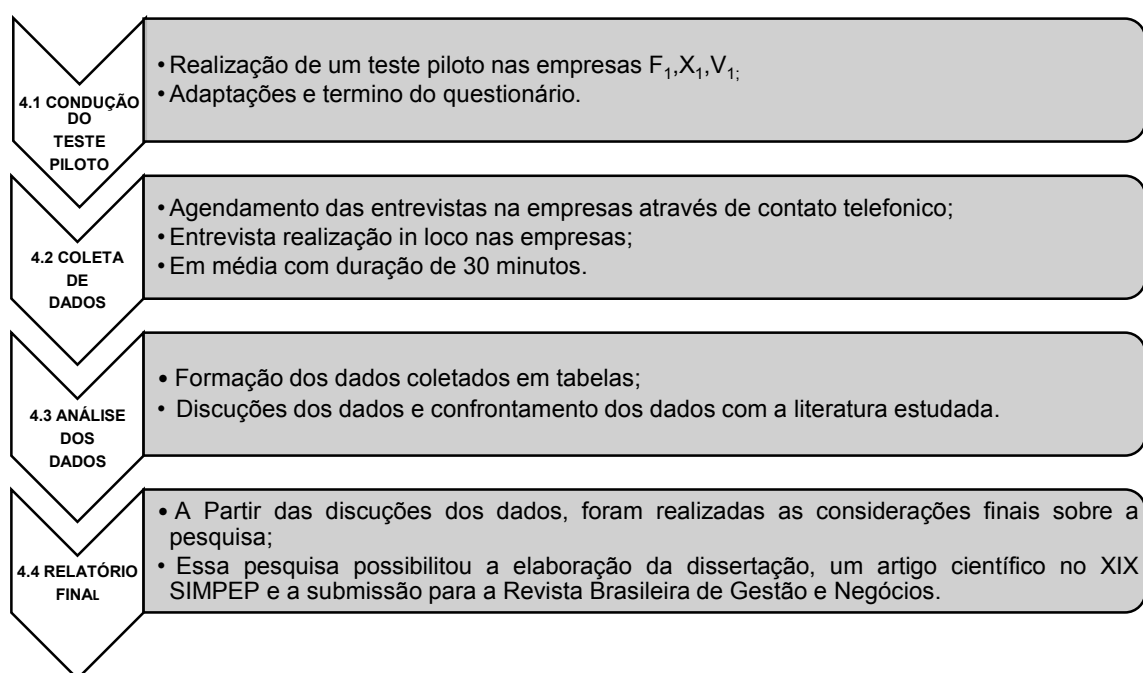 4.1 CONDUÇÃO
DO
TESTE
PILOTO
• Realização de um teste piloto nas empresas F₁,X₁,V₁;
• Adaptações e termino do questionário.
4.2 COLETA
DE
DADOS
• Agendamento das entrevistas na empresas através de contato telefonico;
• Entrevista realização in loco nas empresas;
• Em média com duração de 30 minutos.
4.3 ANÁLISE
DOS
DADOS
• Formação dos dados coletados em tabelas;
• Discuções dos dados e confrontamento dos dados com a literatura estudada.
4.4 RELATÓRIO
FINAL
• A Partir das discuções dos dados, foram realizadas as considerações finais sobre a
pesquisa;
• Essa pesquisa possibilitou a elaboração da dissertação, um artigo científico no XIX
SIMPEP e a submissão para a Revista Brasileira de Gestão e Negócios.